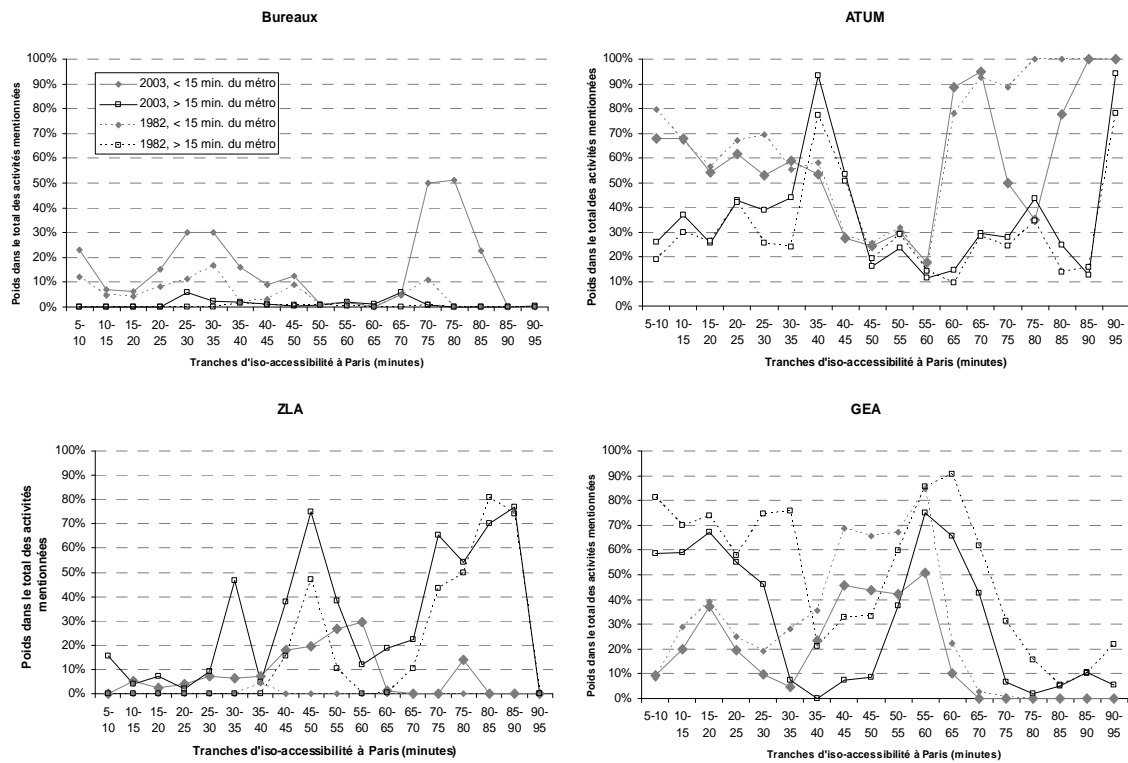 Bureaux
Poids dans le total des activités mentionnées
100%
90%
80%
70%
60%
50%
40%
30%
20%
10%
0%
2003, < 15 min. du métro
2003, > 15 min. du métro
1982, < 15 min. du métro
1982, > 15 min. du métro
5- 10- 15- 20- 25- 30- 35- 40- 45- 50- 55- 60- 65- 70- 75- 80- 85- 90-
10 15 20 25 30 35 40 45 50 55 60 65 70 75 80 85 90 95
Tranches d'iso-accessibilité à Paris (minutes)
ATUM
Poids dans le total des activités mentionnées
100%
90%
80%
70%
60%
50%
40%
30%
20%
10%
0%
5-10 10- 15- 20- 25- 30- 35- 40- 45- 50- 55- 60- 65- 70- 75- 80- 85- 90-
15 20 25 30 35 40 45 50 55 60 65 70 75 80 85 90 95
Tranches d'iso-accessibilité à Paris (minutes)
ZLA
Poids dans le total des activités
mentionnées
100%
90%
80%
70%
60%
50%
40%
30%
20%
10%
0%
5- 10- 15- 20- 25- 30- 35- 40- 45- 50- 55- 60- 65- 70- 75- 80- 85- 90-
10 15 20 25 30 35 40 45 50 55 60 65 70 75 80 85 90 95
Tranches d'iso-accessibilité à Paris (minutes)
GEA
Poids dans le total des activités mentionnées
100%
90%
80%
70%
60%
50%
40%
30%
20%
10%
0%
5-10 10- 15- 20- 25- 30- 35- 40- 45- 50- 55- 60- 65- 70- 75- 80- 85- 90-
15 20 25 30 35 40 45 50 55 60 65 70 75 80 85 90 95
Tranches d'iso-accessibilité à Paris (minutes)